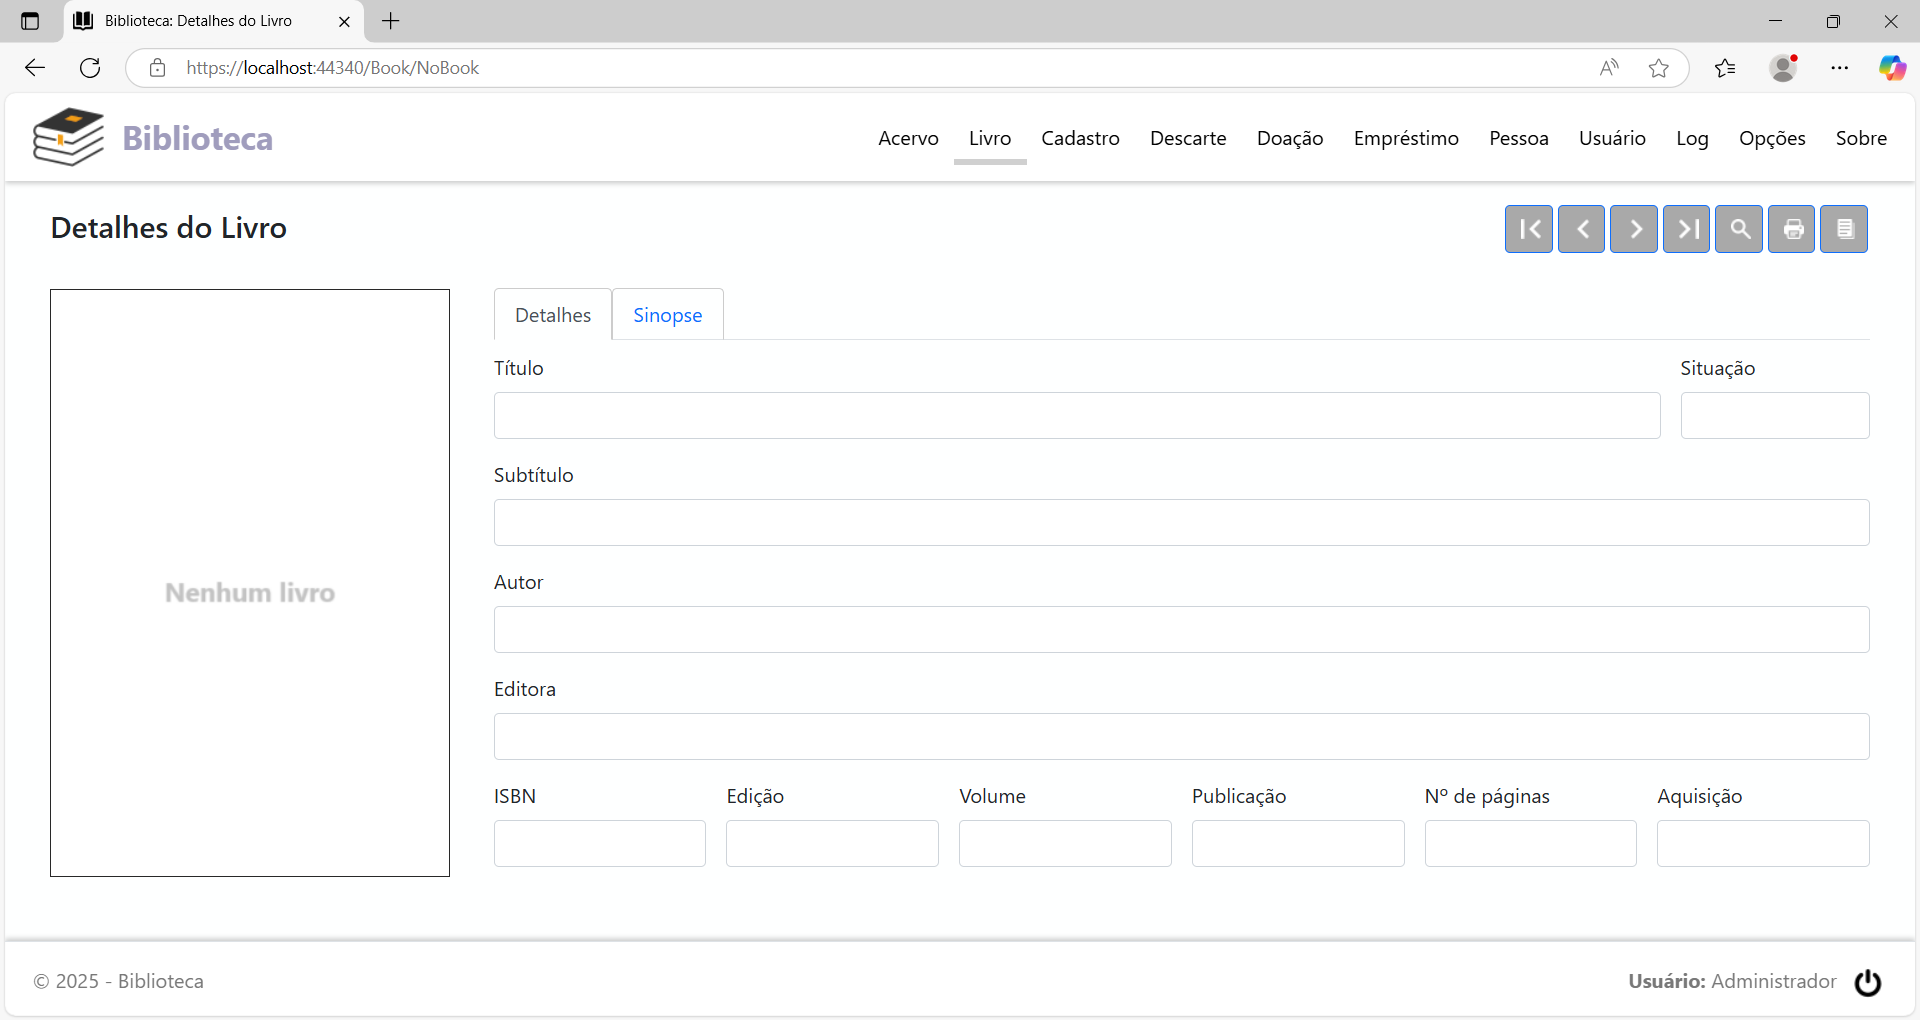 Biblioteca: Detalhes do Livro
https://localhost:44340/Book/NoBook
Biblioteca
Acervo Livro Cadastro Descarte Doação Empréstimo Pessoa Usuário Log Opções Sobre
Detalhes do Livro
Nenhum livro
Detalhes Sinopse
Título Situação
Subtítulo
Autor
Editora
ISBN Edição Volume Publicação Nº de páginas Aquisição
© 2025 - Biblioteca
Usuário: Administrador